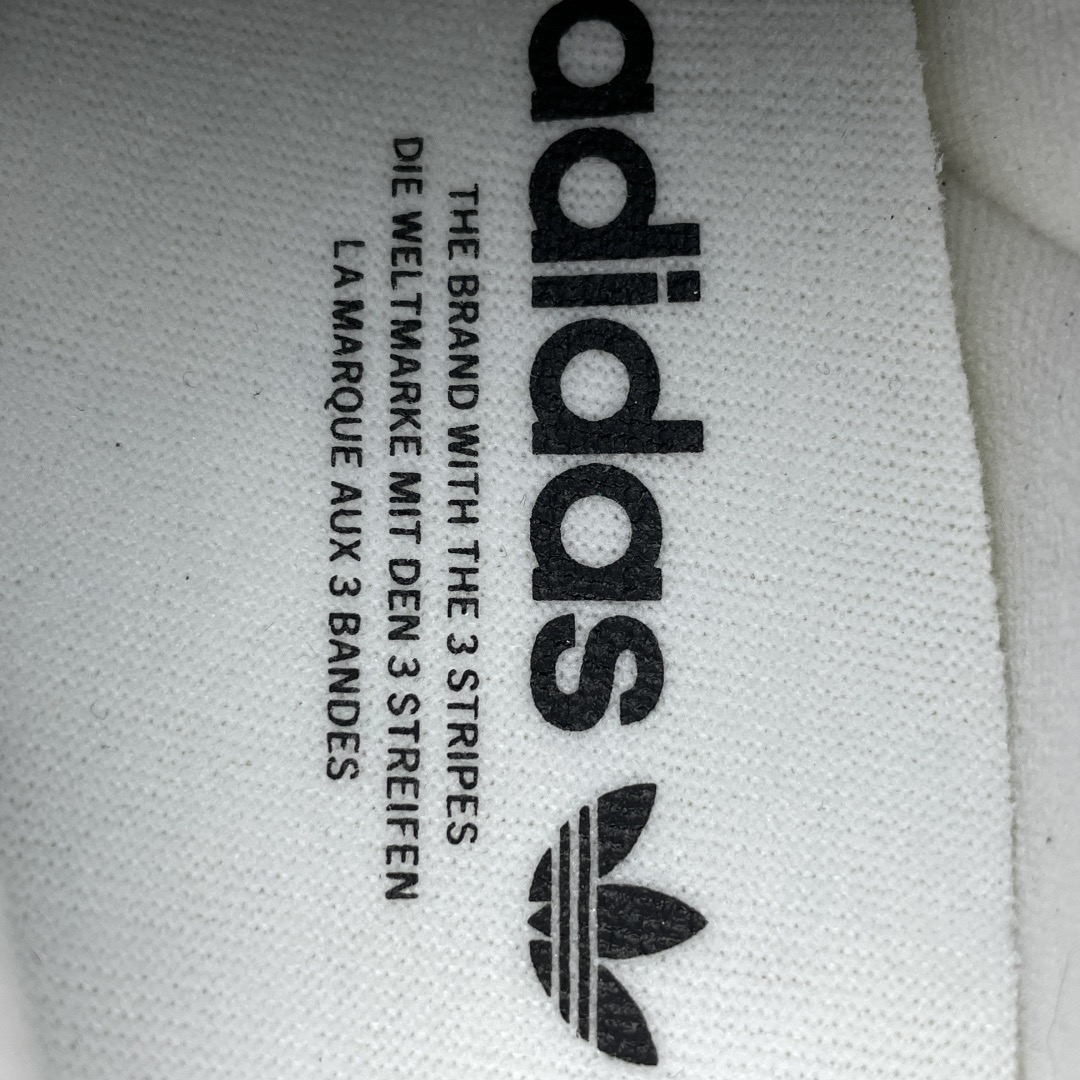 adidas
THE BRAND WITH THE 3 STRIPES
DIE WELTMARKE MIT DEN 3 STREIFEN
LA MARQUE AUX 3 BANDES